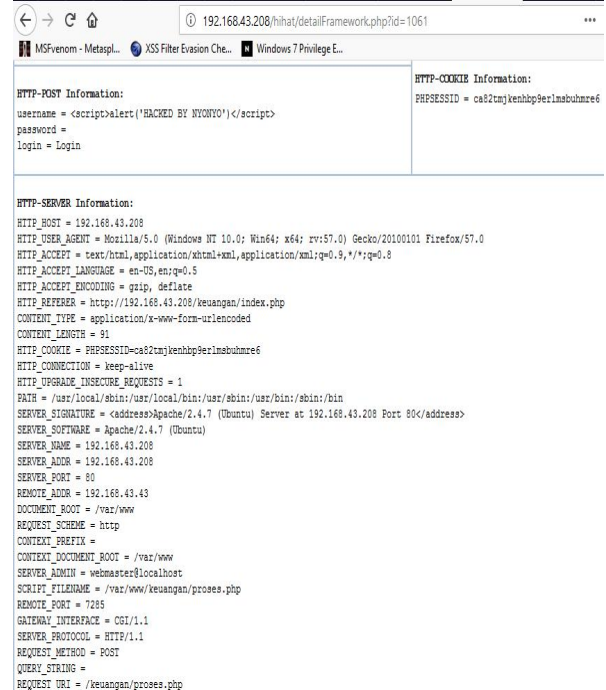 192.168.43.208/hihat/detailFramework.php?id=1061
MSFvenom - Metaspl... XSS Filter Evasion Che... N Windows 7 Privilege E...
HTTP-POST Information:
username = <script>alert('HACKED BY NYONYO')</script>
password =
login = Login
HTTP-COOKIE Information:
PHPSESSID = ca82tmjkenhbp9erlmsbuhmre6
HTTP-SERVER Information:
HTTP_HOST = 192.168.43.208
HTTP_USER_AGENT = Mozilla/5.0 (Windows NT 10.0; Win64; x64; rv:57.0) Gecko/20100101 Firefox/57.0
HTTP_ACCEPT = text/html,application/xhtml+xml,application/xml;q=0.9,*/*;q=0.8
HTTP_ACCEPT_LANGUAGE = en-US,en;q=0.5
HTTP_ACCEPT_ENCODING = gzip, deflate
HTTP_REFERER = http://192.168.43.208/keuangan/index.php
CONTENT_TYPE = application/x-www-form-urlencoded
CONTENT_LENGTH = 91
HTTP_COOKIE = PHPSESSID=ca82tmjkenhbp9erlmsbuhmre6
HTTP_CONNECTION = keep-alive
HTTP_UPGRADE_INSECURE_REQUESTS = 1
PATH = /usr/local/sbin:/usr/local/bin:/usr/sbin:/usr/bin:/sbin:/bin
SERVER_SIGNATURE = <address>Apache/2.4.7 (Ubuntu) Server at 192.168.43.208 Port 80</address>
SERVER_SOFTWARE = Apache/2.4.7 (Ubuntu)
SERVER_NAME = 192.168.43.208
SERVER_ADDR = 192.168.43.208
SERVER_PORT = 80
REMOTE_ADDR = 192.168.43.43
DOCUMENT_ROOT = /var/www
REQUEST_SCHEME = http
CONTEXT_PREFIX =
CONTEXT_DOCUMENT_ROOT = /var/www
SERVER_ADMIN = webmaster@localhost
SCRIPT_FILENAME = /var/www/keuangan/proses.php
REMOTE_PORT = 7285
GATEWAY_INTERFACE = CGI/1.1
SERVER_PROTOCOL = HTTP/1.1
REQUEST_METHOD = POST
QUERY_STRING =
REQUEST_URI = /keuangan/proses.php